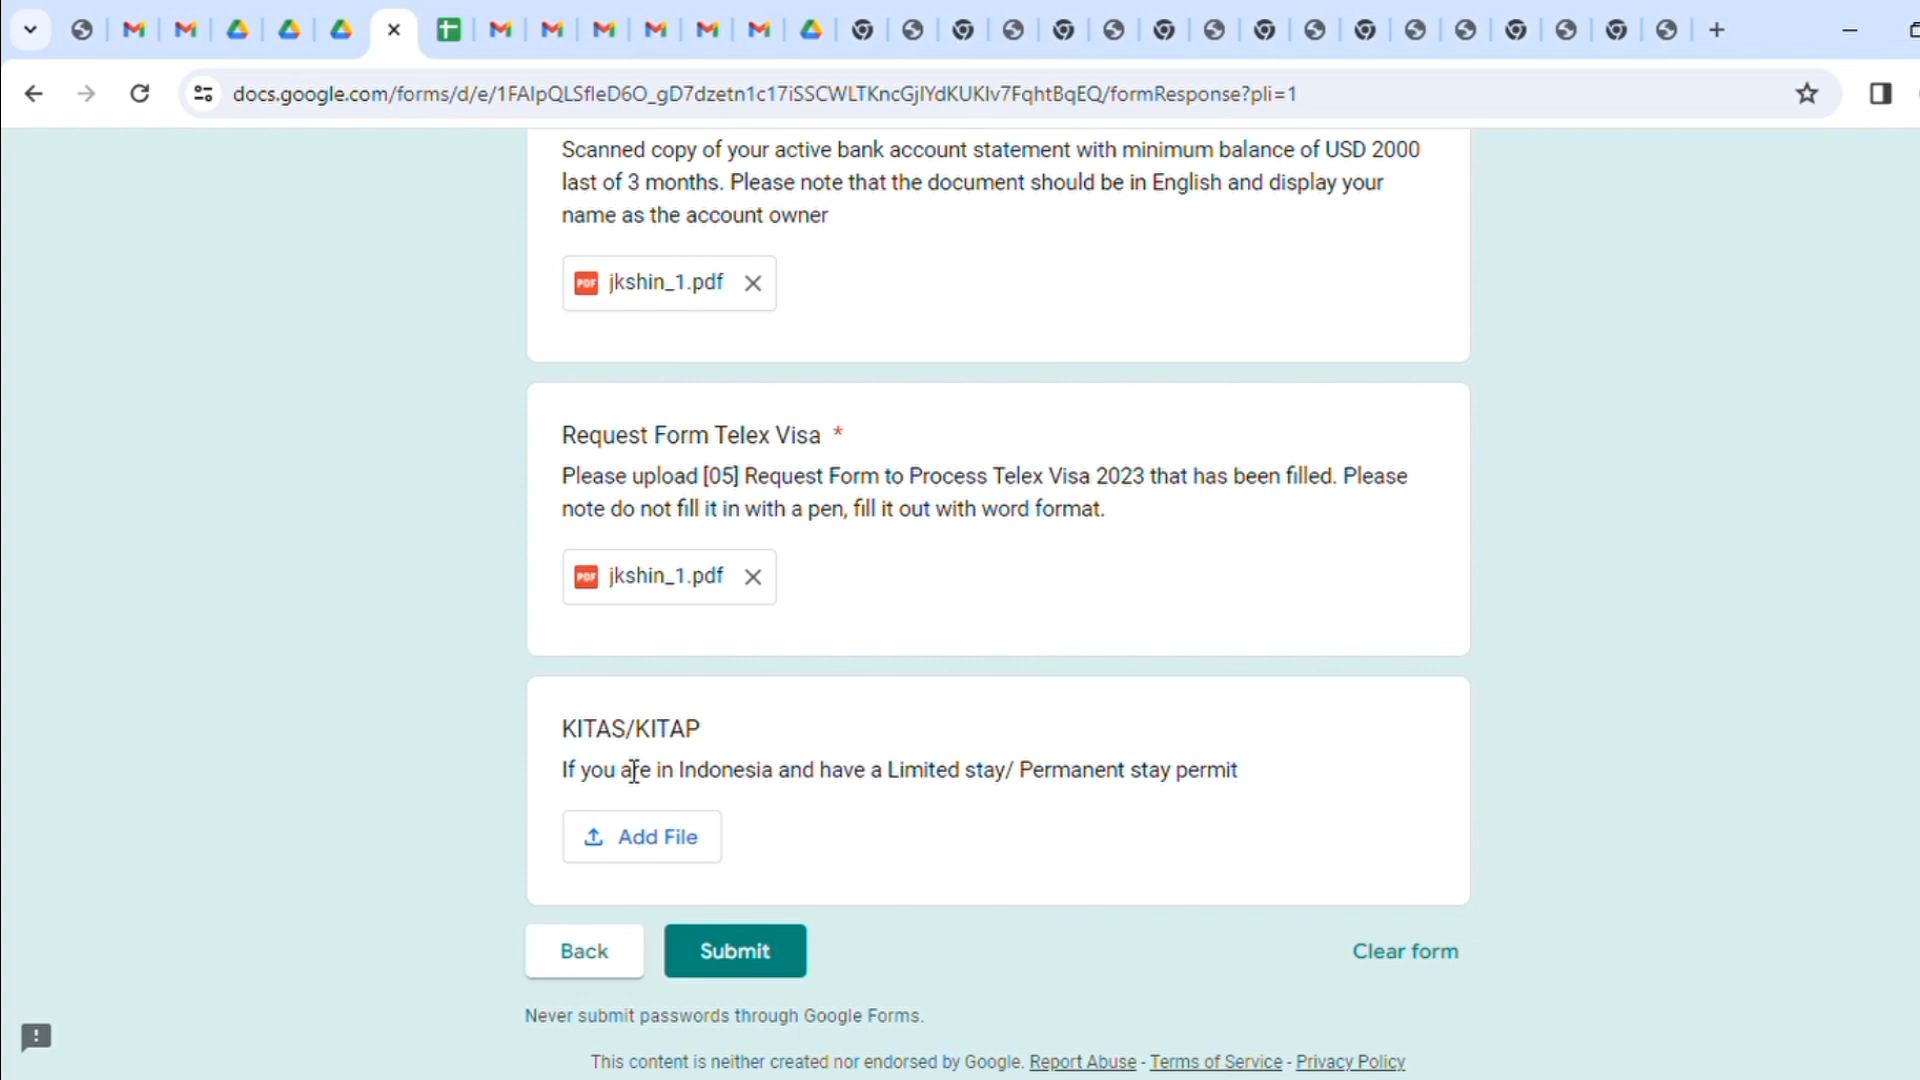 docs.google.com/forms/d/e/1FAIpQLSfleD6O_gD7dzetn1c17iSSCWLTKncGjlYdKUKIv7FqhtBqEQ/formResponse?pli=1
Scanned copy of your active bank account statement with minimum balance of USD 2000
last of 3 months. Please note that the document should be in English and display your
name as the account owner
PDF jkshin_1.pdf
Request Form Telex Visa *
Please upload [05] Request Form to Process Telex Visa 2023 that has been filled. Please
note do not fill it in with a pen, fill it out with word format.
PDF jkshin_1.pdf
KITAS/KITAP
If you are in Indonesia and have a Limited stay/ Permanent stay permit
Add File
Back Submit Clear form
Never submit passwords through Google Forms.
This content is neither created nor endorsed by Google. Report Abuse - Terms of Service - Privacy Policy